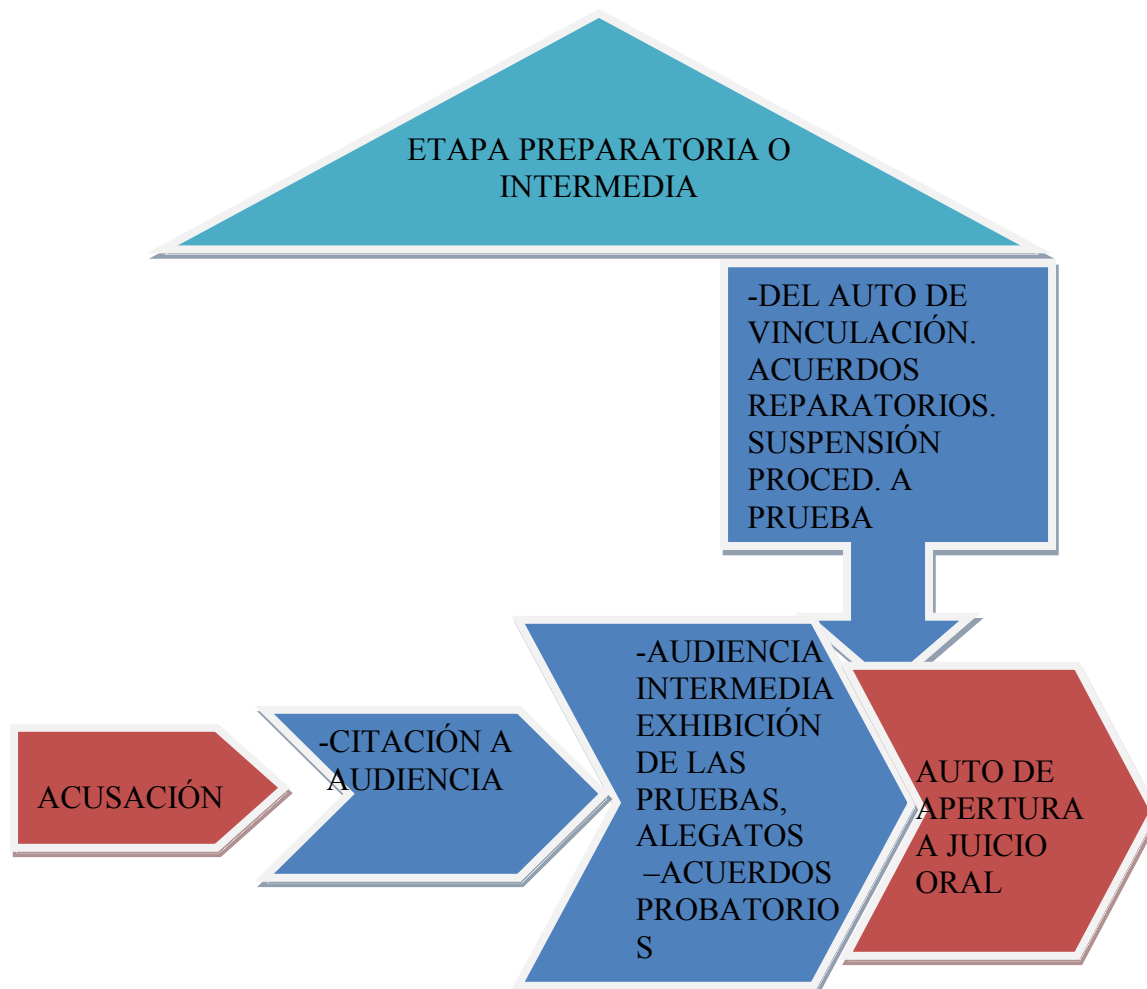 ETAPA PREPARATORIA O
INTERMEDIA
-DEL AUTO DE
VINCULACIÓN.
ACUERDOS
REPARATORIOS.
SUSPENSIÓN
PROCED. A
PRUEBA
ACUSACIÓN
-CITACIÓN A
AUDIENCIA
-AUDIENCIA
INTERMEDIA
EXHIBICIÓN
DE LAS
PRUEBAS,
ALEGATOS
–ACUERDOS
PROBATORIO
S
AUTO DE
APERTURA
A JUICIO
ORAL